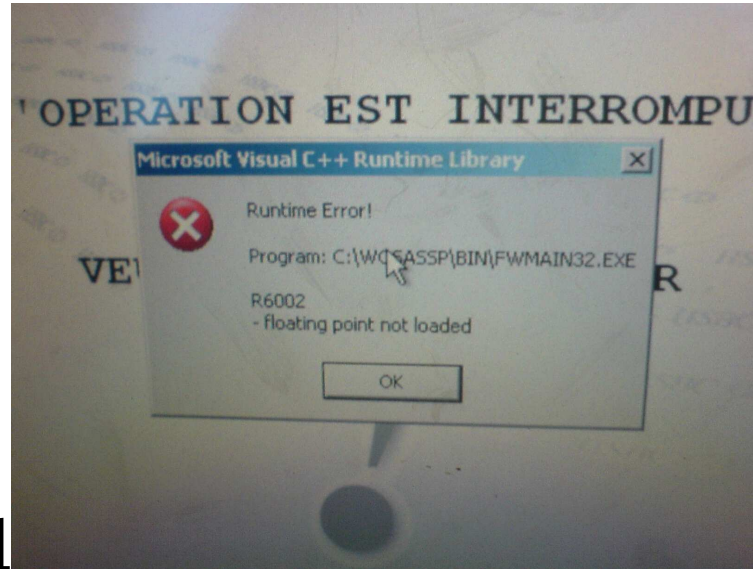 'OPERATION EST INTERROMPU
Microsoft Visual C++ Runtime Library
Runtime Error!
Program: C:\WOSASSP\BIN\FWMAIN32.EXE
VE
R
R6002
- floating point not loaded
OK